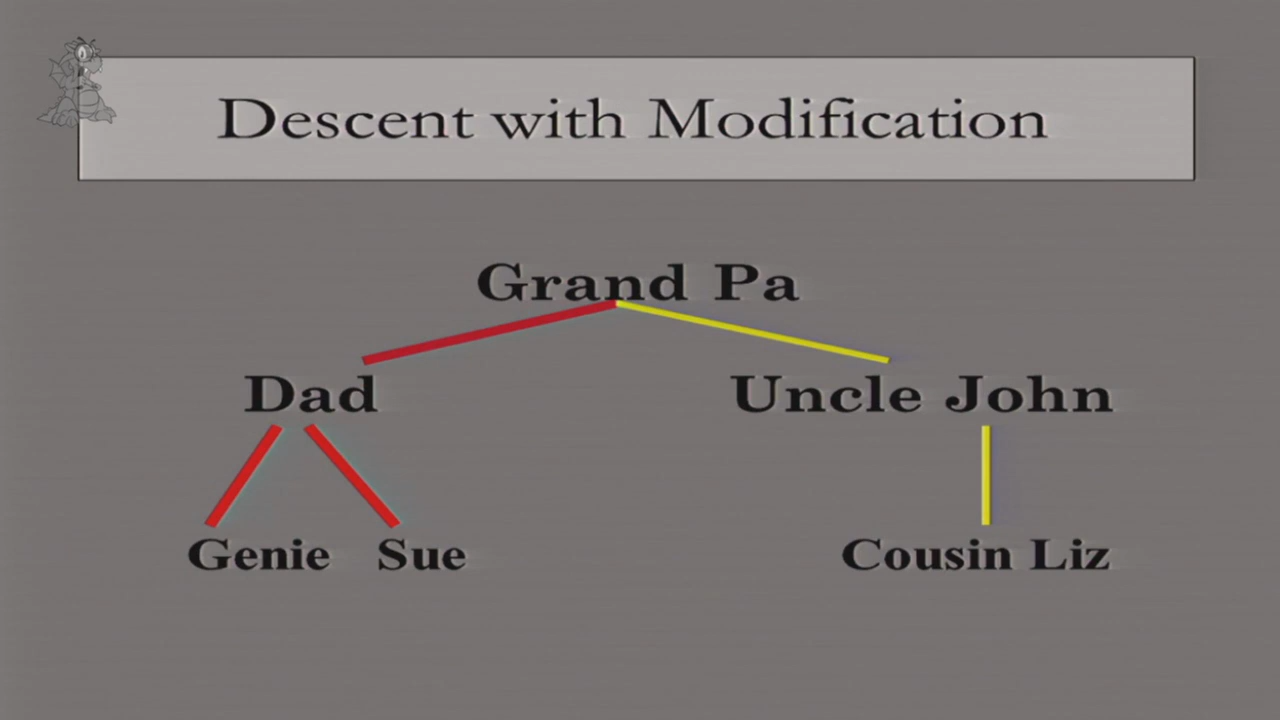 Descent with Modification
Grand Pa
Dad Uncle John
Genie Sue Cousin Liz